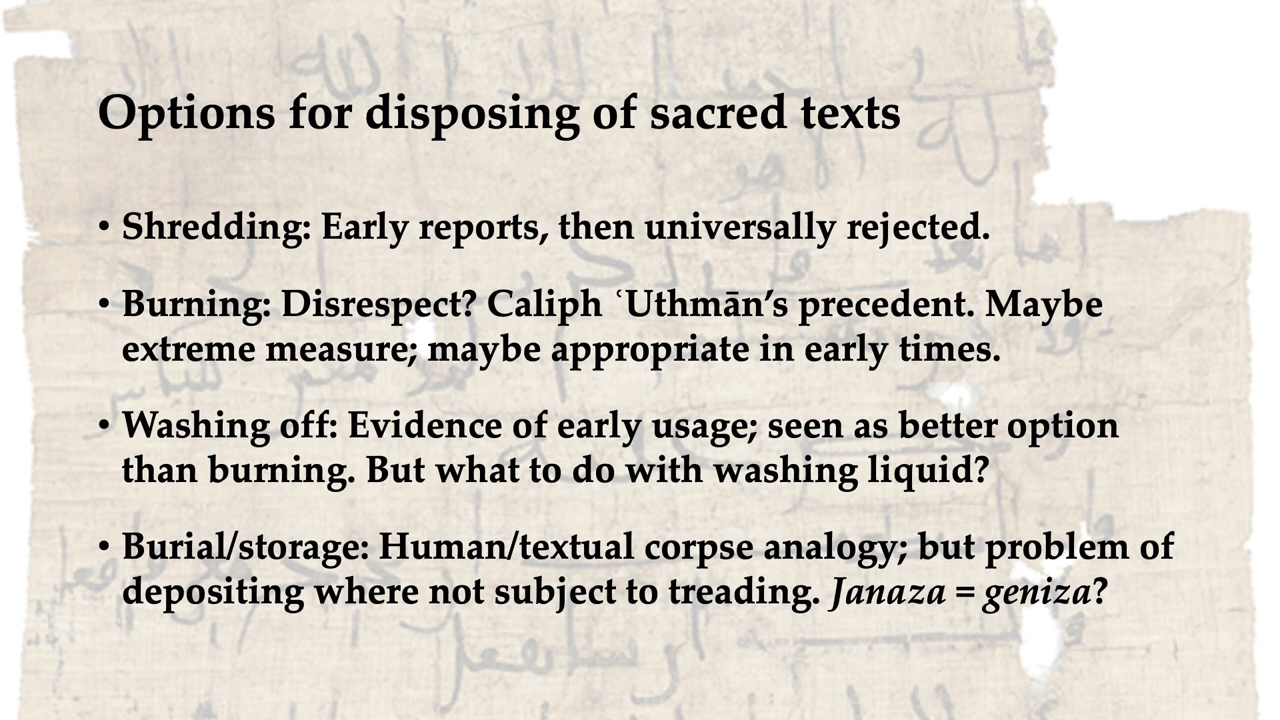 Options for disposing of sacred texts
• Shredding: Early reports, then universally rejected.
• Burning: Disrespect? Caliph ʿUthmān’s precedent. Maybe
extreme measure; maybe appropriate in early times.
• Washing off: Evidence of early usage; seen as better option
than burning. But what to do with washing liquid?
• Burial/storage: Human/textual corpse analogy; but problem of
depositing where not subject to treading. Janaza = geniza?